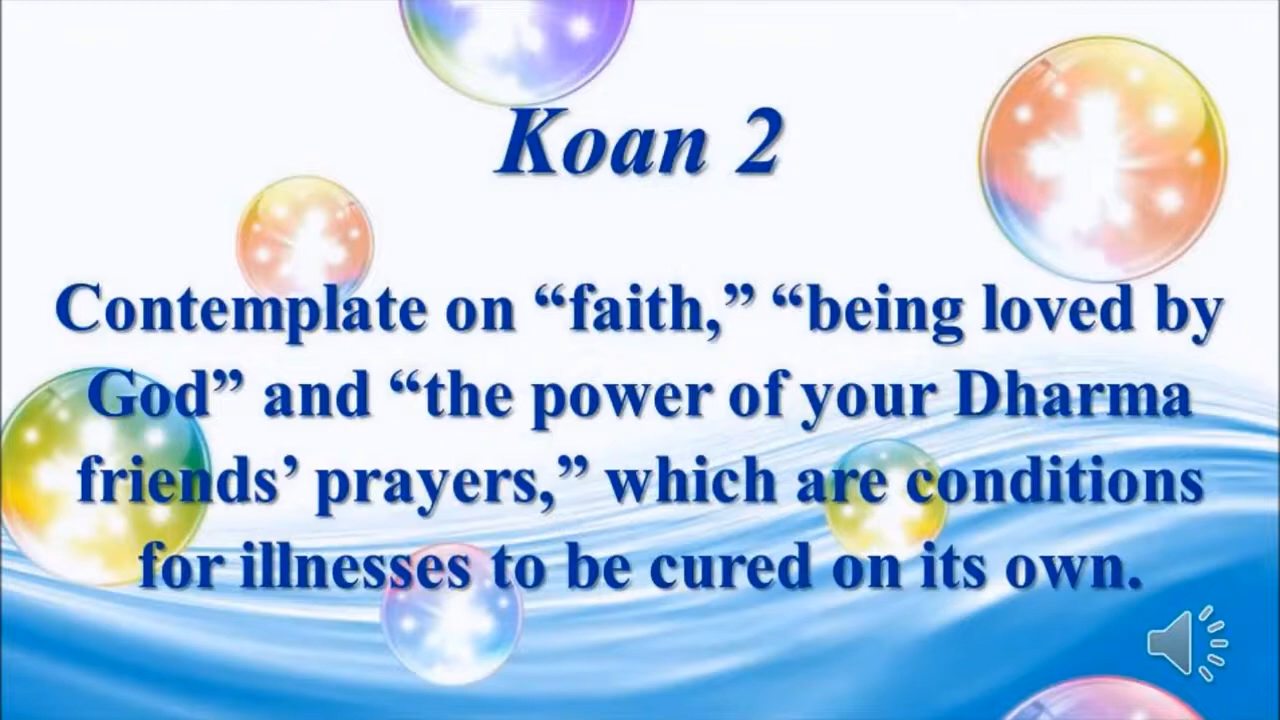 Koan 2
Contemplate on “faith,” “being loved by
God” and “the power of your Dharma
friends’ prayers,” which are conditions
for illnesses to be cured on its own.